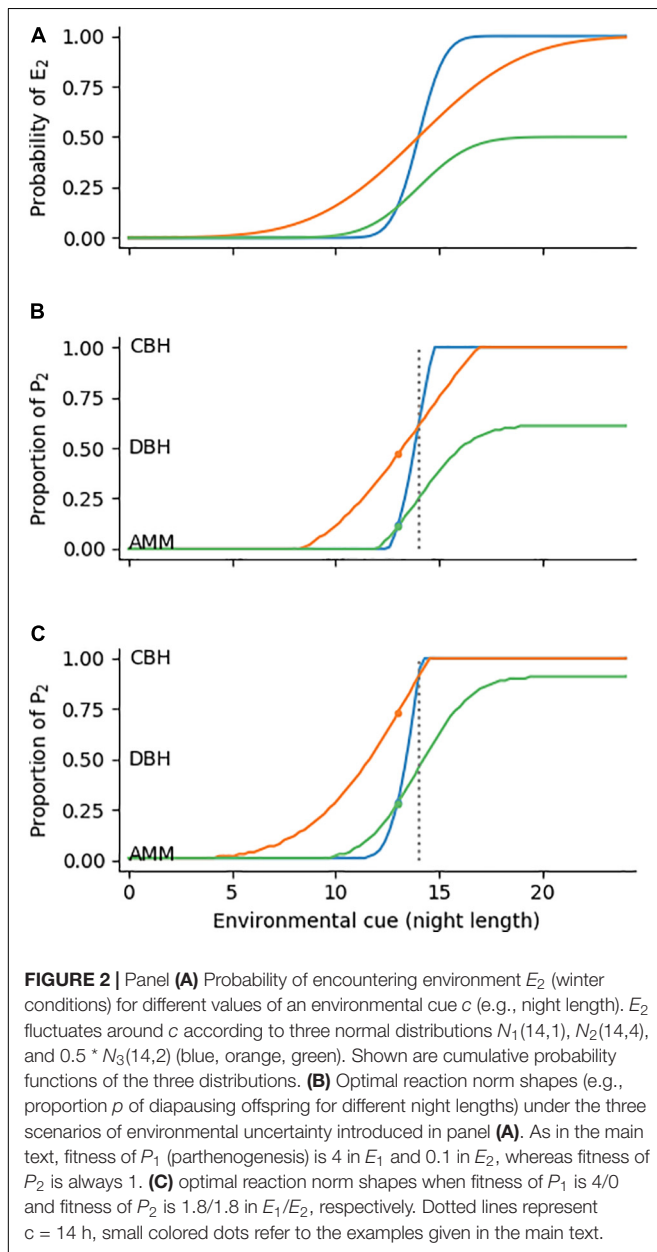 A
1.00
0.75
0.50
0.25
0.00
Probability of E₂
B
1.00
0.75
0.50
0.25
0.00
CBH
DBH
AMM
Proportion of P₂
C
1.00
0.75
0.50
0.25
0.00
CBH
DBH
AMM
Proportion of P₂
0 5 10 15 20
Environmental cue (night length)
FIGURE 2 | Panel (A) Probability of encountering environment E₂ (winter
conditions) for different values of an environmental cue c (e.g., night length). E₂
fluctuates around c according to three normal distributions N₁(14,1), N₂(14,4),
and 0.5 * N₃(14,2) (blue, orange, green). Shown are cumulative probability
functions of the three distributions. (B) Optimal reaction norm shapes (e.g.,
proportion p of diapausing offspring for different night lengths) under the three
scenarios of environmental uncertainty introduced in panel (A). As in the main
text, fitness of P₁ (parthenogenesis) is 4 in E₁ and 0.1 in E₂, whereas fitness of
P₂ is always 1. (C) optimal reaction norm shapes when fitness of P₁ is 4/0
and fitness of P₂ is 1.8/1.8 in E₁/E₂, respectively. Dotted lines represent
c = 14 h, small colored dots refer to the examples given in the main text.